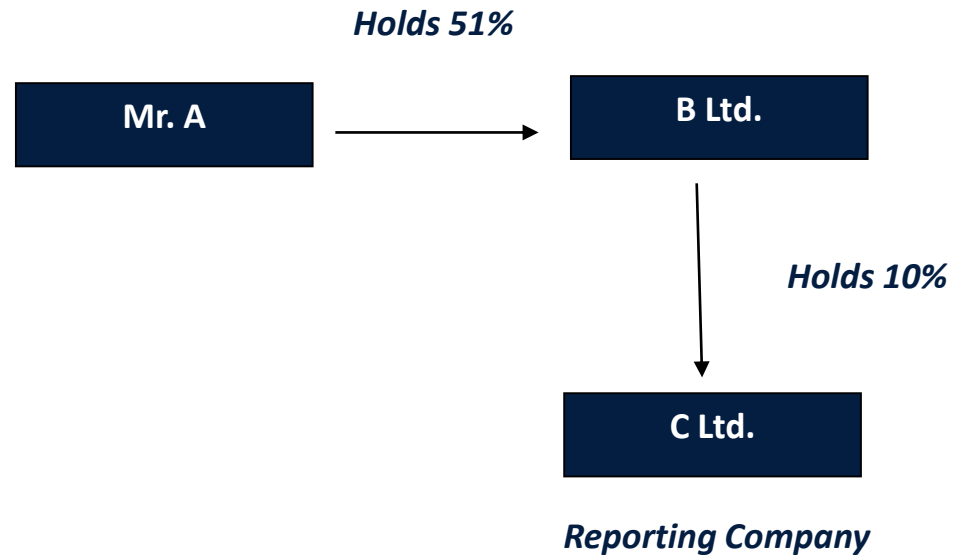 Holds 51%
Mr. A
B Ltd.
Holds 10%
C Ltd.
Reporting Company